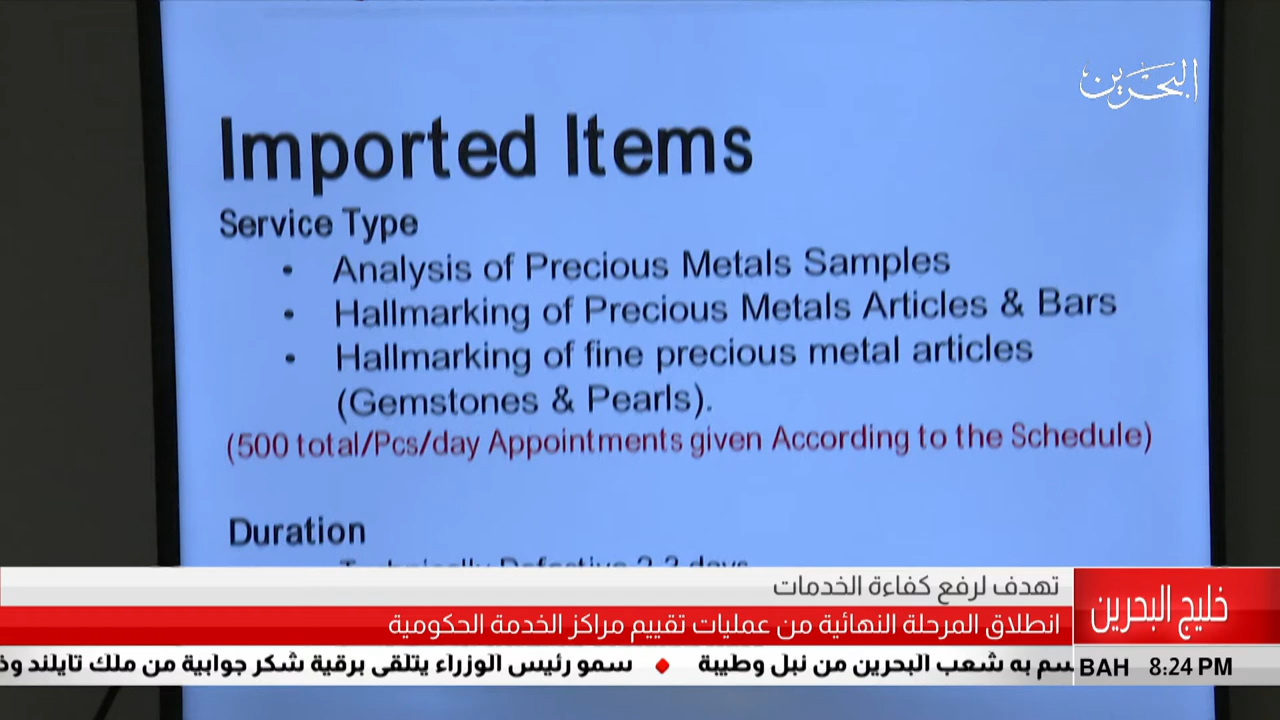 البحرين
Imported Items
Service Type
• Analysis of Precious Metals Samples
• Hallmarking of Precious Metals Articles & Bars
• Hallmarking of fine precious metal articles
(Gemstones & Pearls).
(500 total/Pcs/day Appointments given According to the Schedule)
Duration
تهدف لرفع كفاءة الخدمات
انطلاق المرحلة النهائية من عمليات تقييم مراكز الخدمة الحكومية
خليج البحرين
به شعب البحرين من نبل وطيبة ♦ سمو رئيس الوزراء يتلقى برقية شكر جوابية من ملك تايلند
BAH 8:24 PM